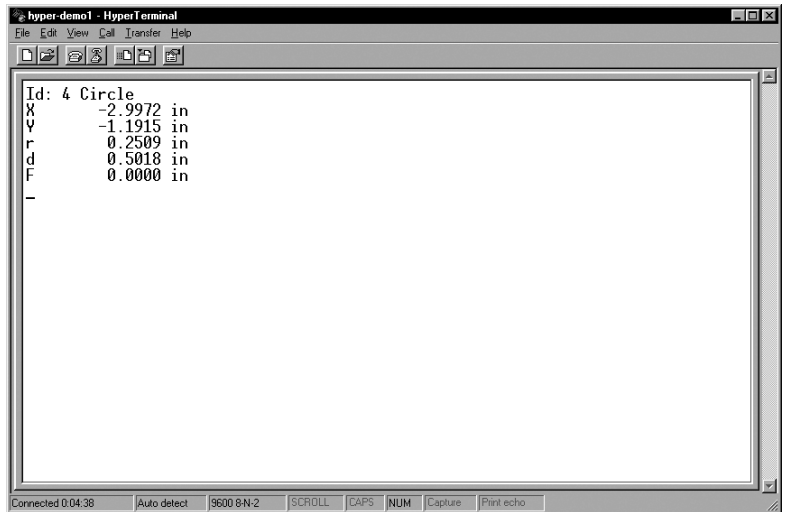 hyper-demo1 - HyperTerminal
File Edit View Call Transfer Help
Id: 4 Circle
X -2.9972 in
Y -1.1915 in
r 0.2509 in
d 0.5018 in
F 0.0000 in
_
Connected 0:04:38 Auto detect 9600 8-N-2 SCROLL CAPS NUM Capture Print echo